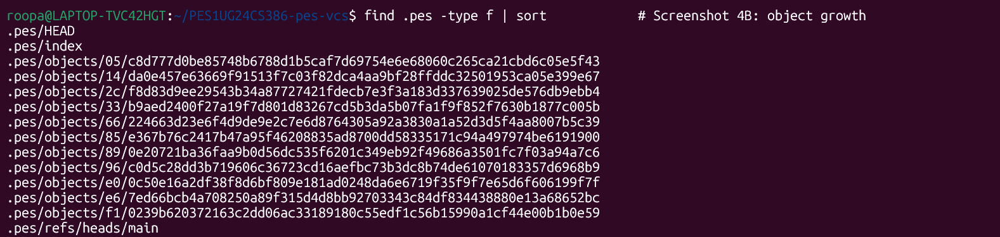 roopa@LAPTOP-TVC42HGT:~/PES1UG24CS386-pes-vcs$ find .pes -type f | sort            # Screenshot 4B: object growth
.pes/HEAD
.pes/index
.pes/objects/05/c8d777d0be85748b6788d1b5caf7d69754e6e68060c265ca21cbd6c05e5f43
.pes/objects/14/da0e457e63669f91513f7c03f82dca4aa9bf28ffddc32501953ca05e399e67
.pes/objects/2c/f8d83d9ee29543b34a87727421fdecb7e3f3a183d337639025de576db9ebb4
.pes/objects/33/b9aed2400f27a19f7d801d83267cd5b3da5b07fa1f9f852f7630b1877c005b
.pes/objects/66/224663d23e6f4d9de9e2c7e6d8764305a92a3830a1a52d3d5f4aa8007b5c39
.pes/objects/85/e367b76c2417b47a95f46208835ad8700dd58335171c94a497974be6191900
.pes/objects/89/0e20721ba36faa9b0d56dc535f6201c349eb92f49686a3501fc7f03a94a7c6
.pes/objects/96/c0d5c28dd3b719606c36723cd16aefbc73b3dc8b74de61070183357d6968b9
.pes/objects/e0/0c50e16a2df38f8d6bf809e181ad0248da6e6719f35f9f7e65d6f606199f7f
.pes/objects/e6/7ed66bcb4a708250a89f315d4d8bb92703343c84df834438880e13a68652bc
.pes/objects/f1/0239b620372163c2dd06ac33189180c55edf1c56b15990a1cf44e00b1b0e59
.pes/refs/heads/main